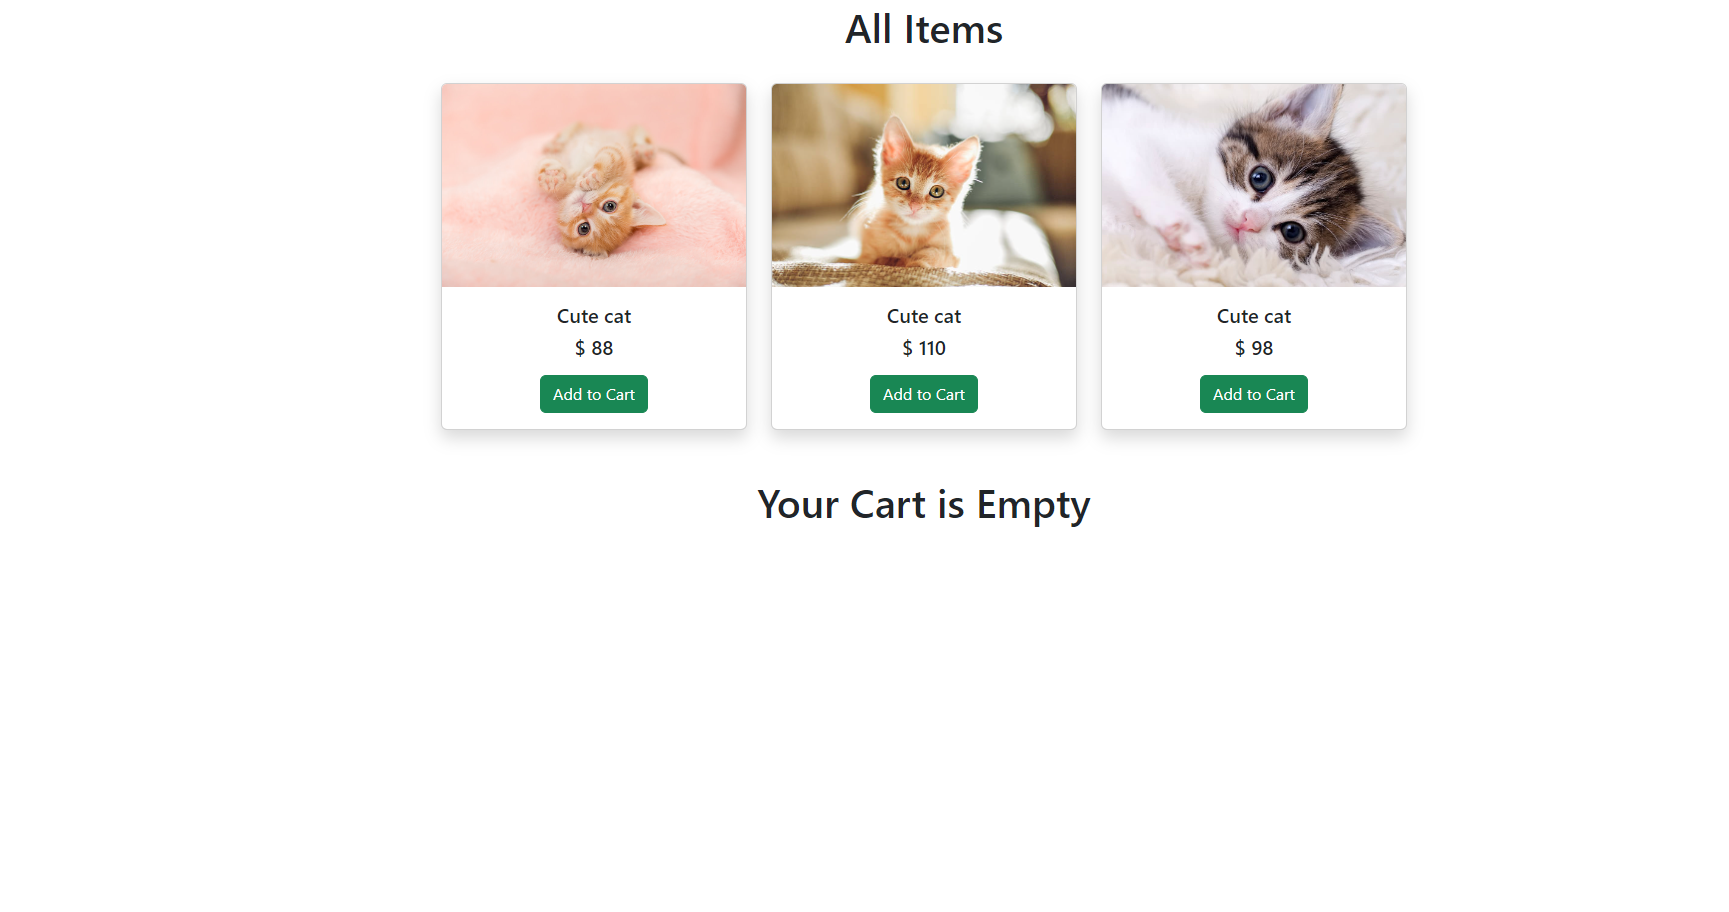 All Items
Cute cat
$ 88
Add to Cart
Cute cat
$ 110
Add to Cart
Cute cat
$ 98
Add to Cart
Your Cart is Empty